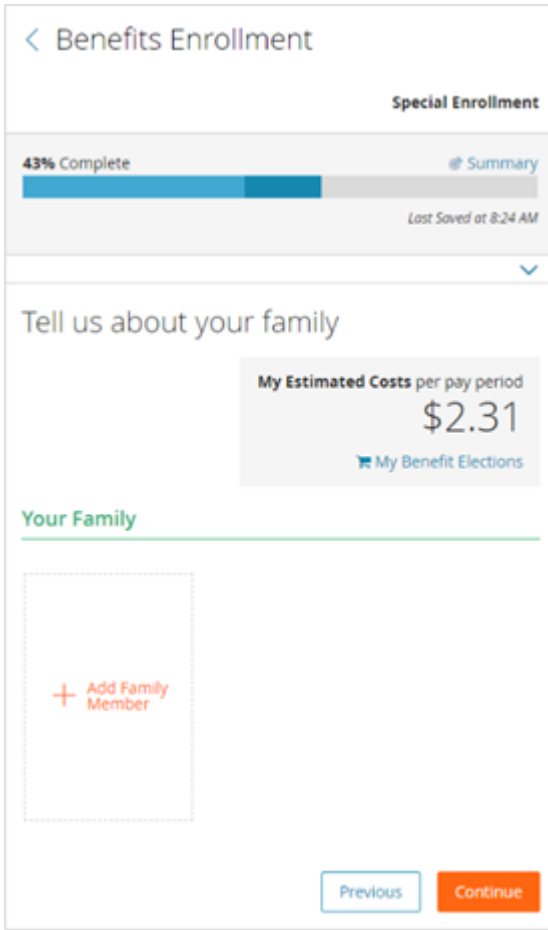 Benefits Enrollment
Special Enrollment
43% Complete
Summary
Last Saved at 8:24 AM
Tell us about your family
My Estimated Costs per pay period
$2.31
My Benefit Elections
Your Family
Add Family
Member
Previous
Continue